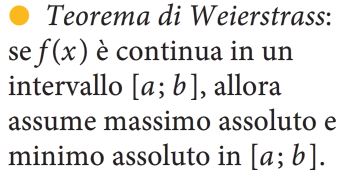 ● Teorema di Weierstrass:
se f(x) è continua in un
intervallo [a; b], allora
assume massimo assoluto e
minimo assoluto in [a; b].